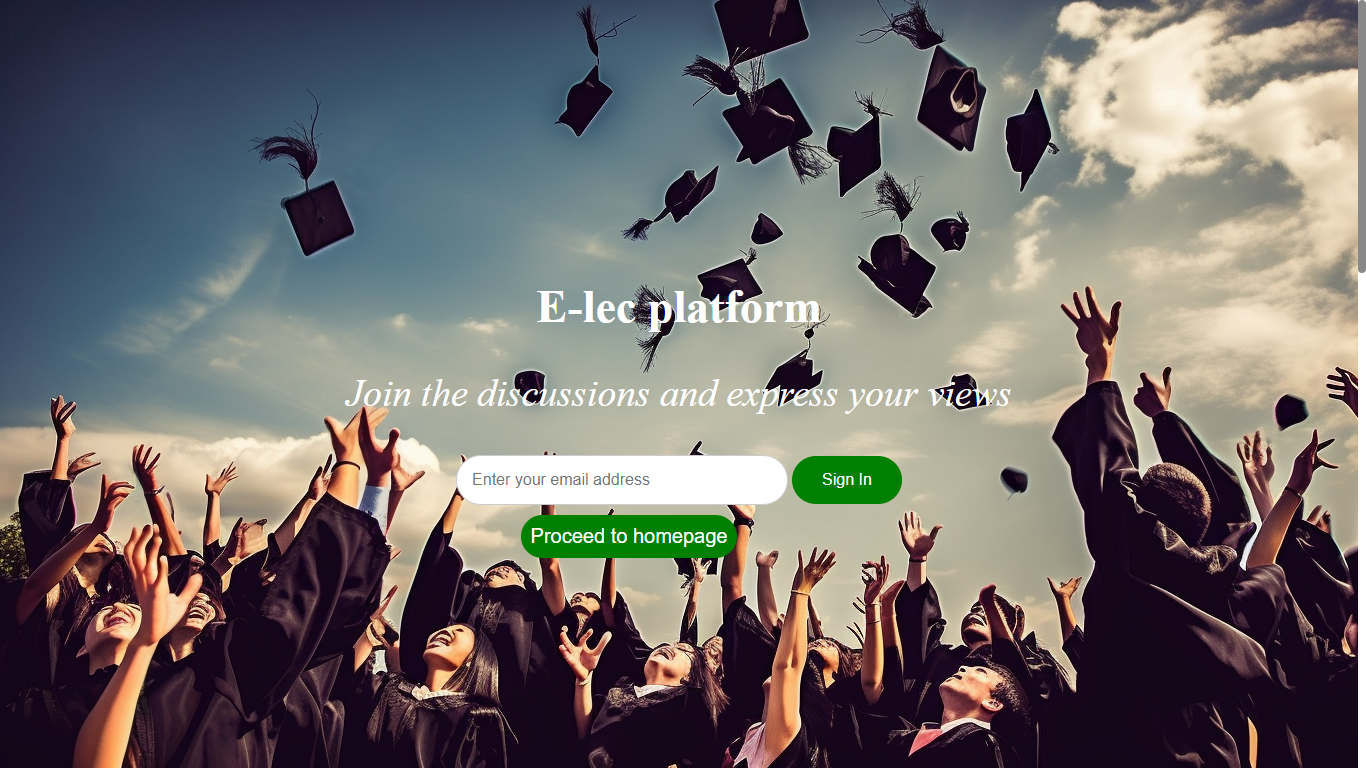 E-lec platform
Join the discussions and express your views
Enter your email address
Sign In
Proceed to homepage